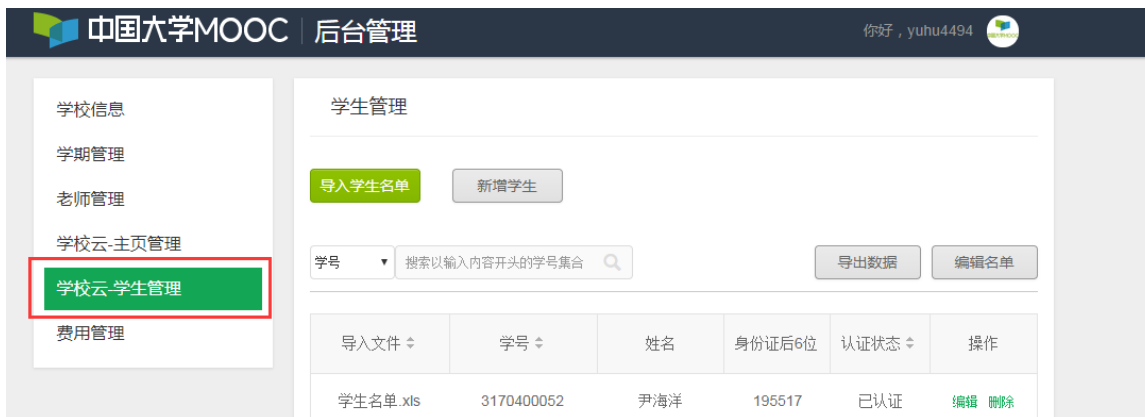 中国大学MOOC 后台管理 你好，yuhu4494
学校信息
学期管理
老师管理
学校云-主页管理
学校云-学生管理
费用管理
学生管理
导入学生名单 新增学生
学号 搜索以输入内容开头的学号集合 导出数据 编辑名单
导入文件 学号 姓名 身份证后6位 认证状态 操作
学生名单.xls 3170400052 尹海洋 195517 已认证 编辑 删除